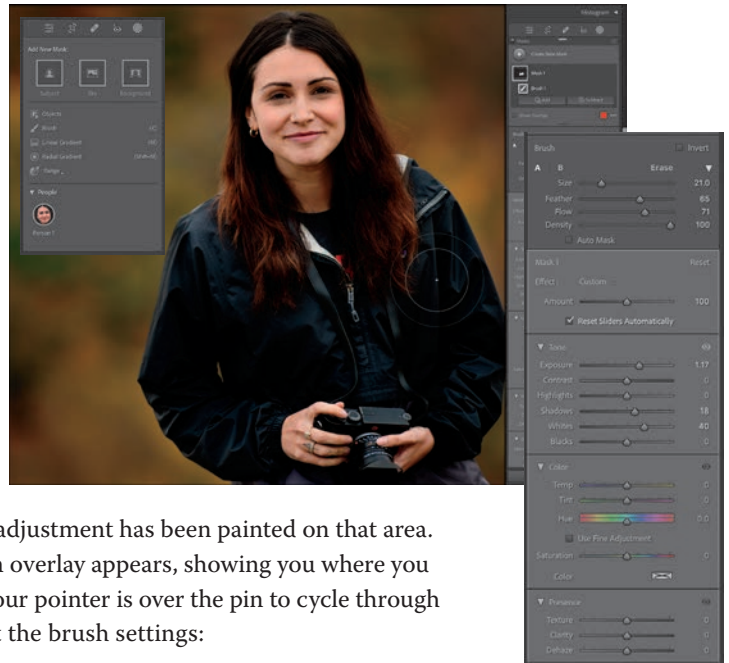 Histogram
Add New Mask
Subject
Sky
Background
Objects
Brush (K)
Linear Gradient (M)
Radial Gradient (Shift+M)
Range
People
Person 1
Create New Mask
Mask 1
Brush 1
Add Subtract
Show Overlay
Brush Invert
A B Erase
Size 21.0
Feather 65
Flow 71
Density 100
Auto Mask
Mask 1 Reset
Effect: Custom
Amount 100
Reset Sliders Automatically
Tone
Exposure 1.17
Contrast 0
Highlights 0
Shadows 18
Whites 40
Blacks 0
Color
Temp 0
Tint 0
Hue 0.0
Use Fine Adjustment
Saturation 0
Color
Presence
Texture 0
Clarity 0
Dehaze 0
adjustment has been painted on that area.
overlay appears, showing you where you
our pointer is over the pin to cycle through
the brush settings: